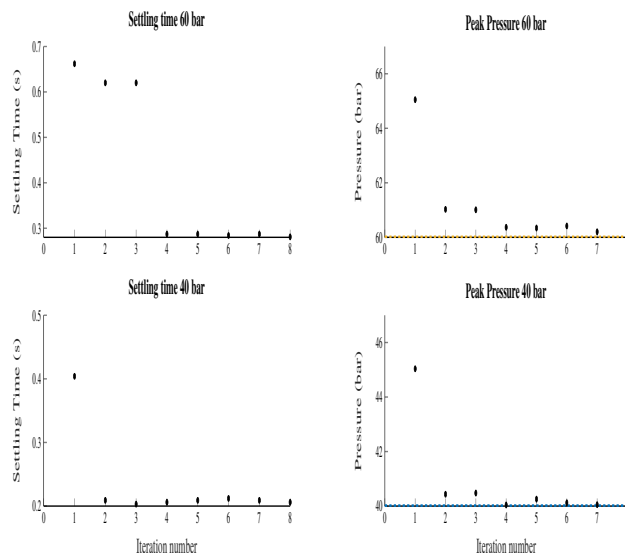 Settling time 60 bar
Settling Time (s)
0.7
0.6
0.5
0.4
0.3
0 1 2 3 4 5 6 7 8
Peak Pressure 60 bar
Pressure (bar)
66
64
62
60
0 1 2 3 4 5 6 7
Settling time 40 bar
Settling Time (s)
0.5
0.4
0.3
0.2
0 1 2 3 4 5 6 7 8
Iteration number
Peak Pressure 40 bar
Pressure (bar)
46
44
42
40
0 1 2 3 4 5 6 7
Iteration number